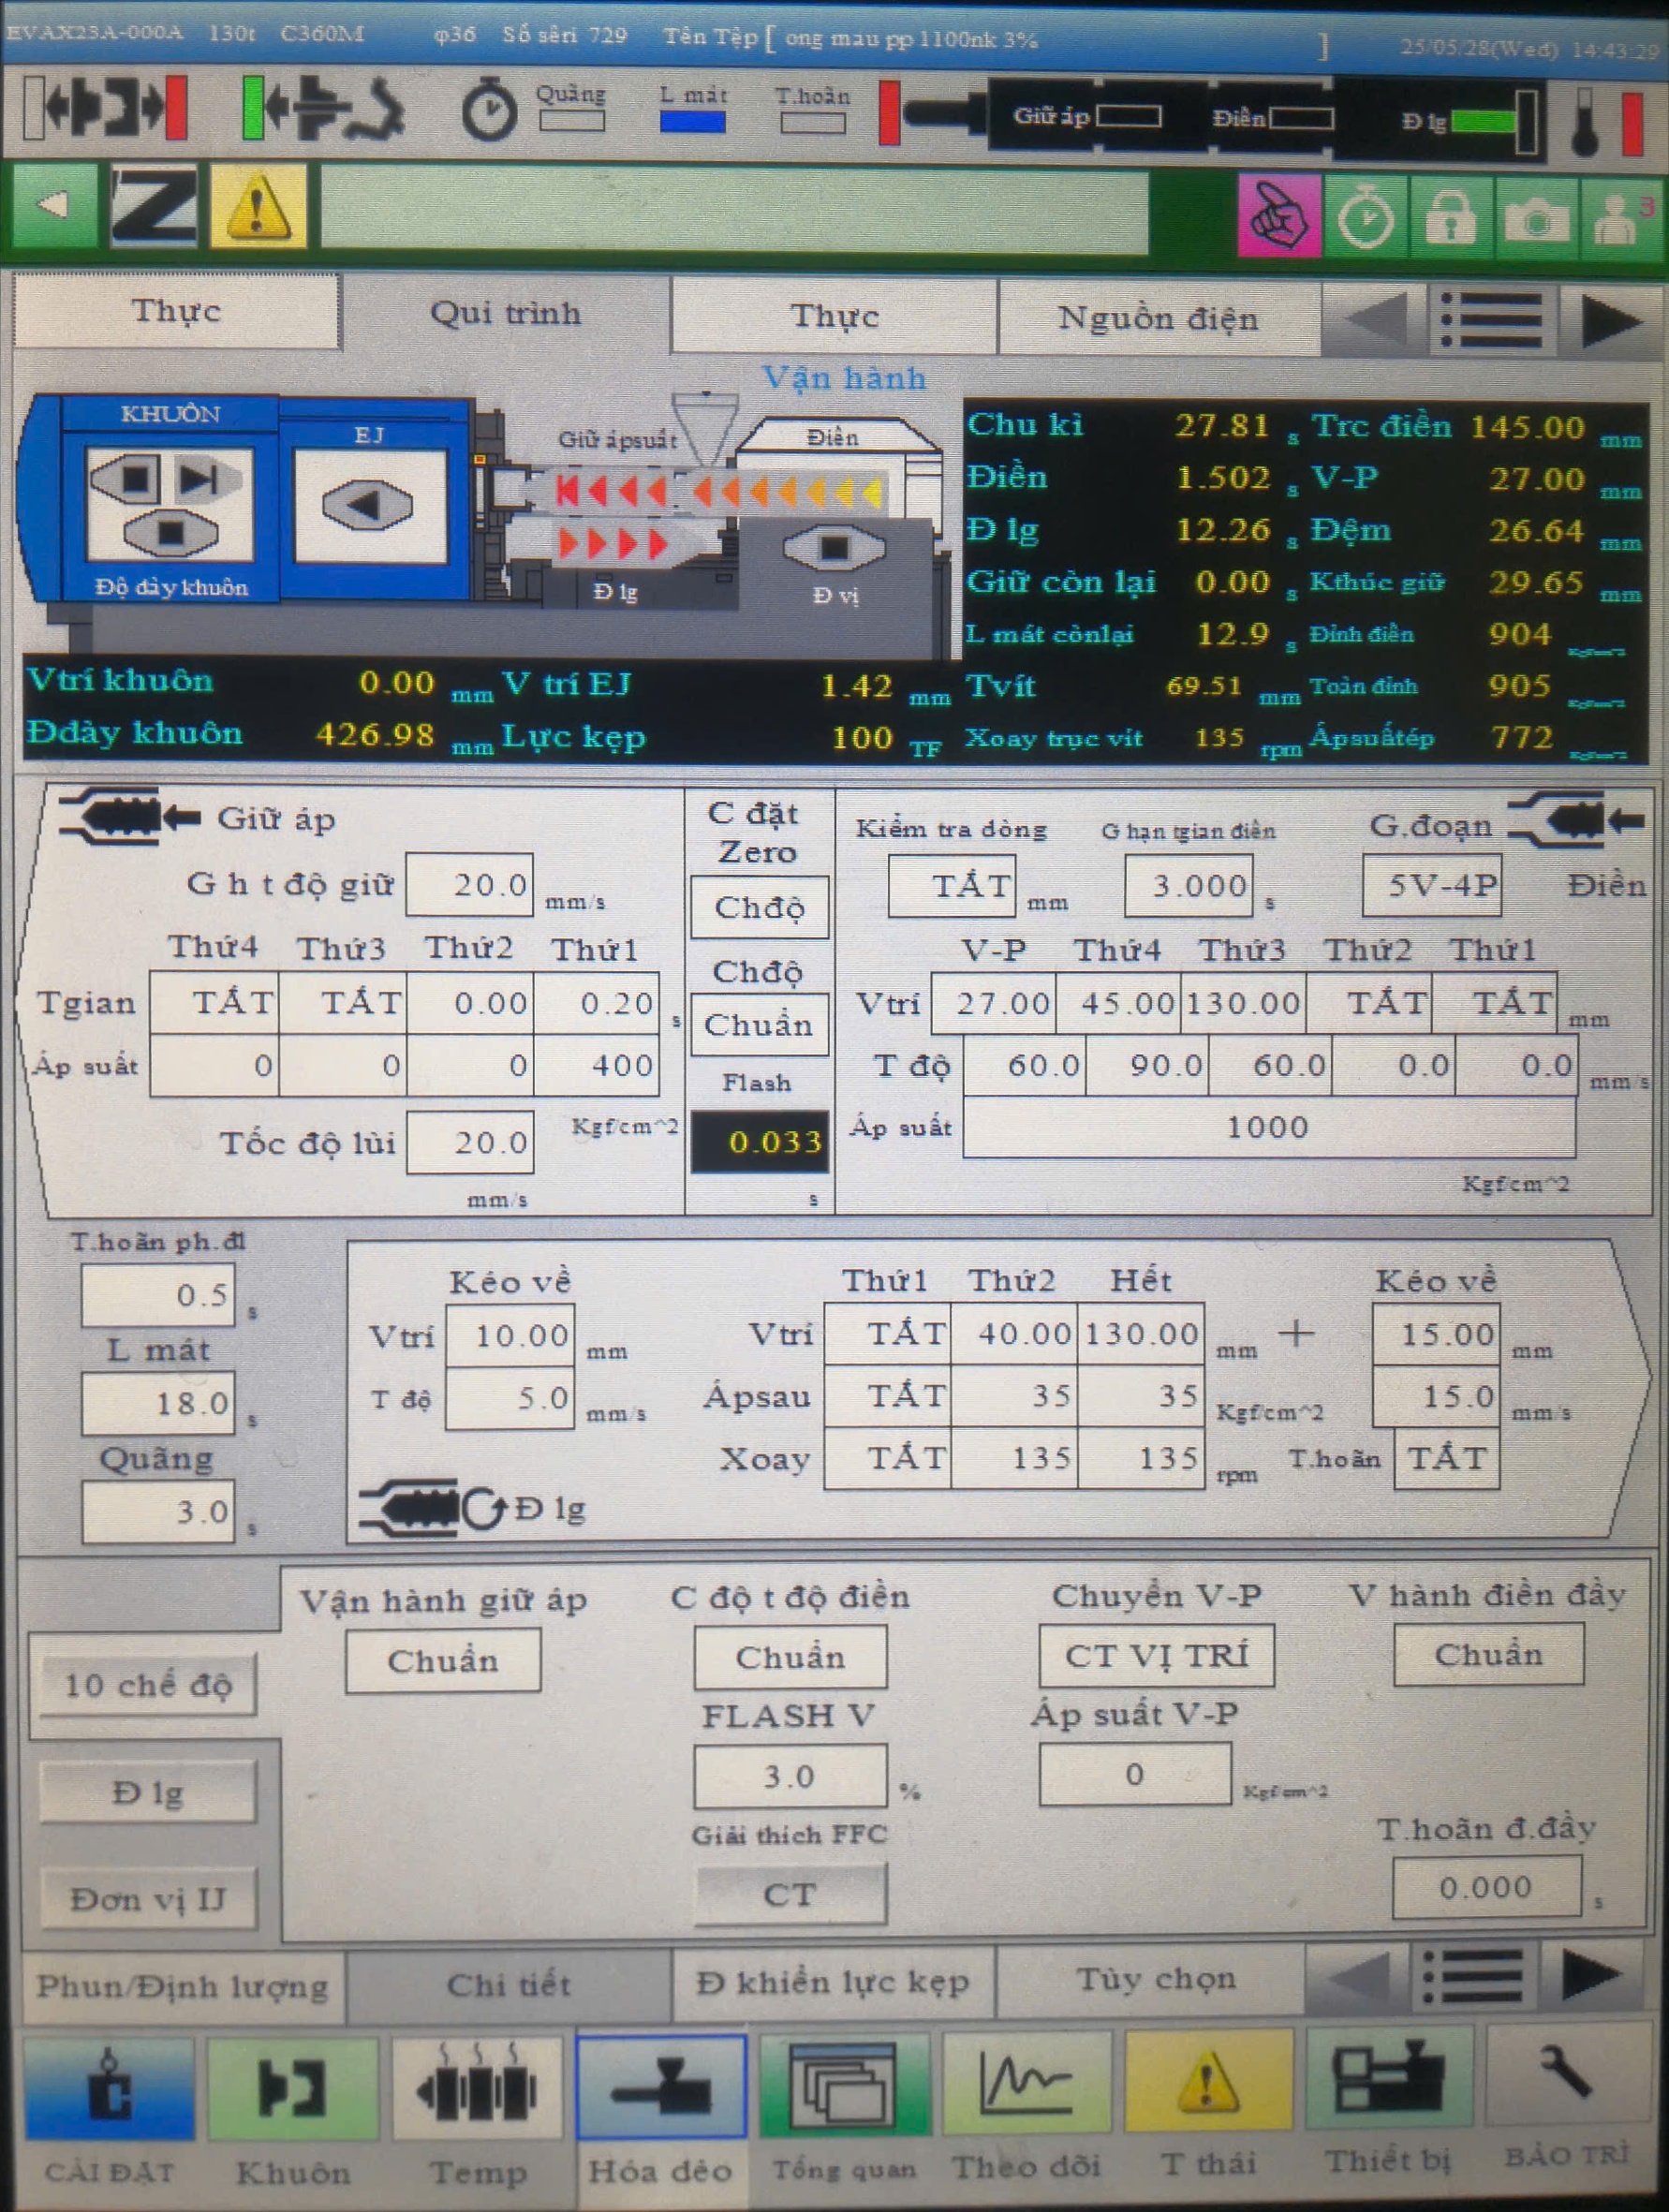 EVAX23A-000A 130t C360M φ36 Số sêri 729 Tên Tệp [ ong mau pp 1100nk 3% ] 25/05/28(Wed) 14:43:29
Quãng L mát T.hoãn Giữ áp Điền Đ lg
3
Thực Qui trình Thực Nguồn điện
Vận hành
KHUÔN EJ Giữ ápsuất Điền
Độ dày khuôn Đ lg Đ vị
Chu kì 27.81 s Trc điền 145.00 mm
Điền 1.502 s V-P 27.00 mm
Đ lg 12.26 s Đệm 26.64 mm
Giữ còn lại 0.00 s Kthúc giữ 29.65 mm
L mát cònlại 12.9 s Đỉnh điền 904
Vtrí khuôn 0.00 mm V trí EJ 1.42 mm Tvít 69.51 mm Toàn đỉnh 905
Đdày khuôn 426.98 mm Lực kẹp 100 TF Xoay trục vít 135 rpm Ápsuấtép 772
Giữ áp
G h t độ giữ 20.0 mm/s
Thứ4 Thứ3 Thứ2 Thứ1
Tgian TẮT TẮT 0.00 0.20 s
Áp suất 0 0 0 400
Kgf/cm^2
Tốc độ lùi 20.0
mm/s
C đặt
Zero
Chđộ
Chđộ
Chuẩn
Flash
0.033
s
Kiểm tra dòng G hạn tgian điền G.đoạn
TẮT mm 3.000 s 5V-4P Điền
V-P Thứ4 Thứ3 Thứ2 Thứ1
Vtrí 27.00 45.00 130.00 TẮT TẮT mm
T độ 60.0 90.0 60.0 0.0 0.0 mm/s
Áp suất 1000
Kgf/cm^2
T.hoãn ph.đl
0.5 s
L mát
18.0 s
Quãng
3.0 s
Kéo về Thứ1 Thứ2 Hết Kéo về
Vtrí 10.00 mm Vtrí TẮT 40.00 130.00 mm + 15.00 mm
T độ 5.0 mm/s Ápsau TẮT 35 35 Kgf/cm^2 15.0 mm/s
Xoay TẮT 135 135 rpm T.hoãn TẮT
Đ lg
Vận hành giữ áp C độ t độ điền Chuyển V-P V hành điền đầy
Chuẩn Chuẩn CT VỊ TRÍ Chuẩn
10 chế độ
FLASH V Áp suất V-P
3.0 % 0 Kgf/cm^2
Đ lg
Giải thích FFC T.hoãn đ.đầy
CT 0.000 s
Đơn vị IJ
Phun/Định lượng Chi tiết Đ khiển lực kẹp Tùy chọn
CÀI ĐẶT Khuôn Temp Hóa dẻo Tổng quan Theo dõi T thái Thiết bị BẢO TRÌ